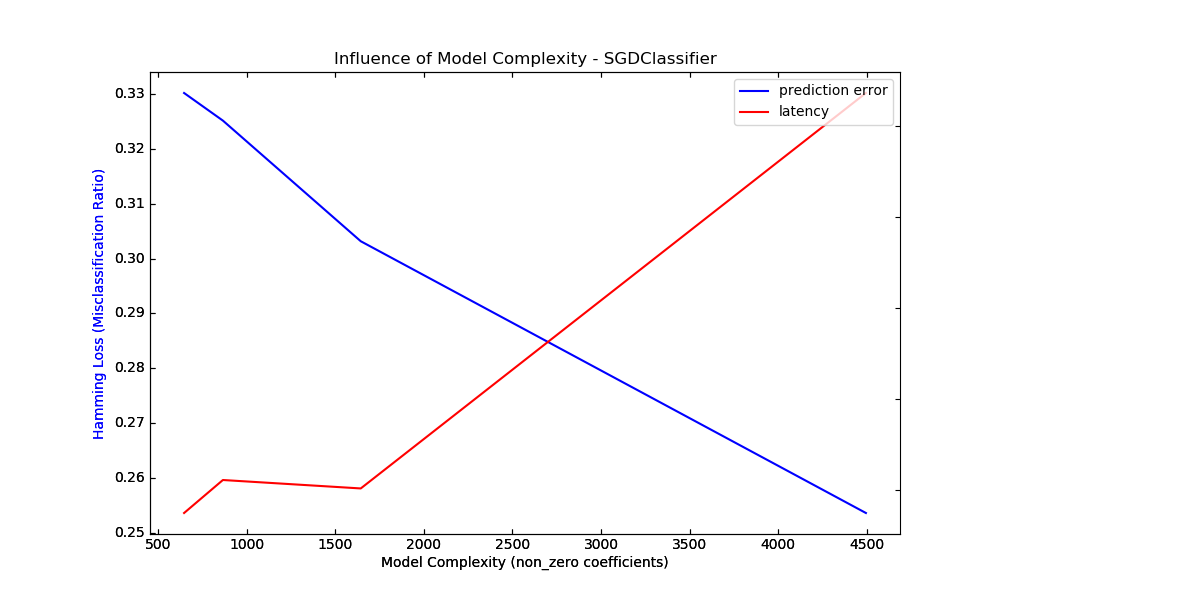 Influence of Model Complexity - SGDClassifier
prediction error
latency
0.33
0.32
0.31
0.30
0.29
0.28
0.27
0.26
0.25
Hamming Loss (Misclassification Ratio)
500 1000 1500 2000 2500 3000 3500 4000 4500
Model Complexity (non_zero coefficients)